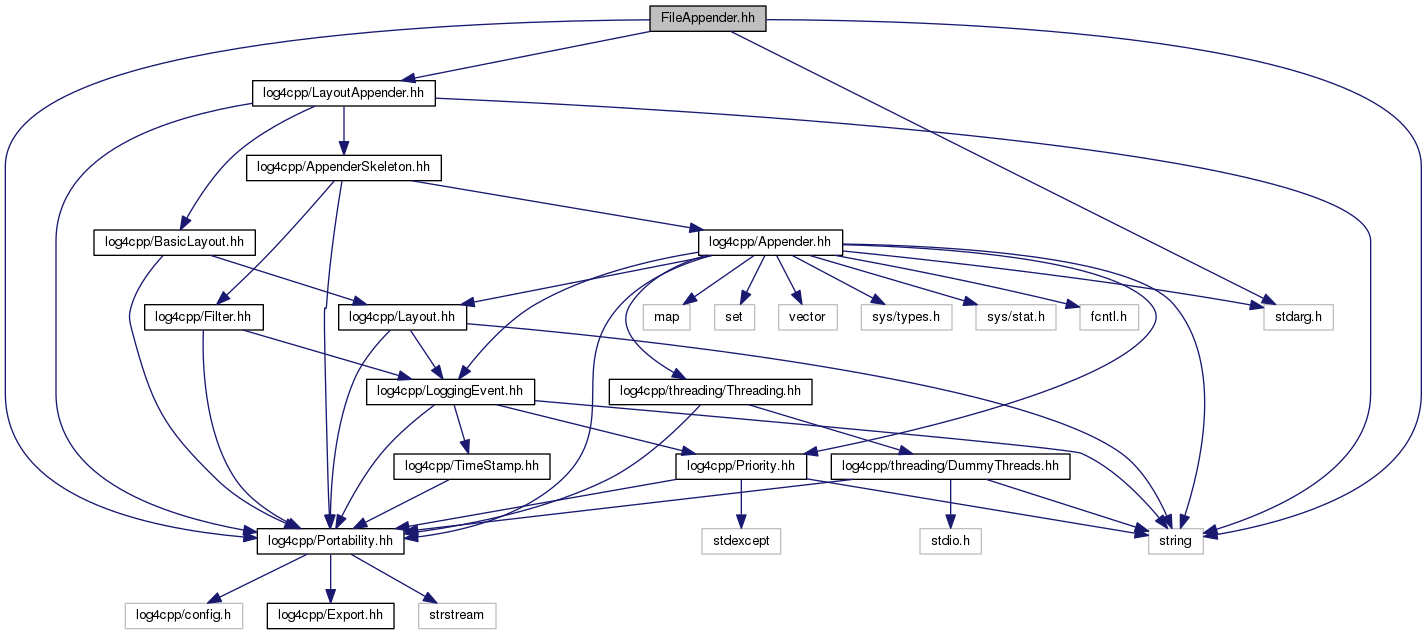 FileAppender.hh
log4cpp/LayoutAppender.hh
log4cpp/AppenderSkeleton.hh
log4cpp/BasicLayout.hh
log4cpp/Appender.hh
log4cpp/Filter.hh
log4cpp/Layout.hh
map
set
vector
sys/types.h
sys/stat.h
fcntl.h
stdarg.h
log4cpp/LoggingEvent.hh
log4cpp/threading/Threading.hh
log4cpp/TimeStamp.hh
log4cpp/Priority.hh
log4cpp/threading/DummyThreads.hh
log4cpp/Portability.hh
stdexcept
stdio.h
string
log4cpp/config.h
log4cpp/Export.hh
strstream